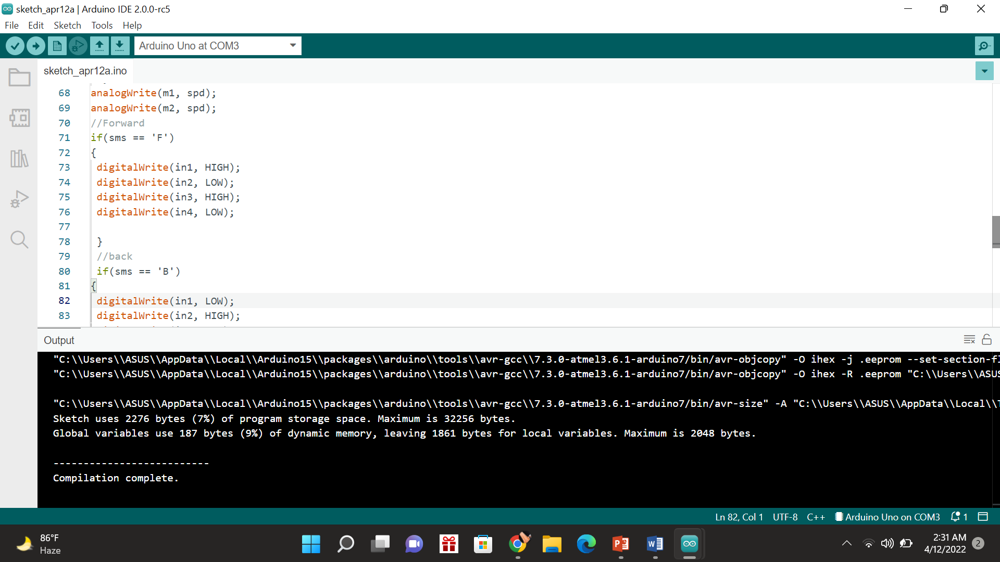 sketch_apr12a | Arduino IDE 2.0.0-rc5
File Edit Sketch Tools Help
Arduino Uno at COM3
sketch_apr12a.ino
68 analogWrite(m1, spd);
69 analogWrite(m2, spd);
70 //Forward
71 if(sms == 'F')
72 {
73 digitalWrite(in1, HIGH);
74 digitalWrite(in2, LOW);
75 digitalWrite(in3, HIGH);
76 digitalWrite(in4, LOW);
77
78 }
79 //back
80 if(sms == 'B')
81 {
82 digitalWrite(in1, LOW);
83 digitalWrite(in2, HIGH);
Output
"C:\\Users\\ASUS\\AppData\\Local\\Arduino15\\packages\\arduino\\tools\\avr-gcc\\7.3.0-atmel3.6.1-arduino7/bin/avr-objcopy" -O ihex -j .eeprom --set-section-fl
"C:\\Users\\ASUS\\AppData\\Local\\Arduino15\\packages\\arduino\\tools\\avr-gcc\\7.3.0-atmel3.6.1-arduino7/bin/avr-objcopy" -O ihex -R .eeprom "C:\\Users\\ASUS
"C:\\Users\\ASUS\\AppData\\Local\\Arduino15\\packages\\arduino\\tools\\avr-gcc\\7.3.0-atmel3.6.1-arduino7/bin/avr-size" -A "C:\\Users\\ASUS\\AppData\\Local\\T
Sketch uses 2276 bytes (7%) of program storage space. Maximum is 32256 bytes.
Global variables use 187 bytes (9%) of dynamic memory, leaving 1861 bytes for local variables. Maximum is 2048 bytes.
--------------------------
Compilation complete.
Ln 82, Col 1 UTF-8 C++ Arduino Uno on COM3 1
86°F
Haze
2:31 AM
4/12/2022
2